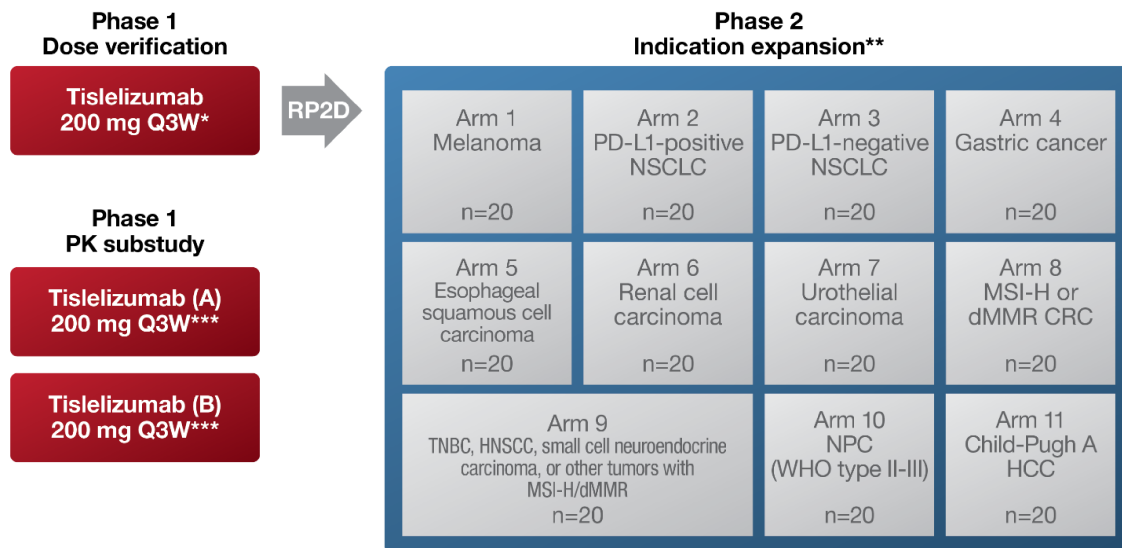 Phase 1
Dose verification
Tislelizumab
200 mg Q3W*
RP2D
Phase 1
PK substudy
Tislelizumab (A)
200 mg Q3W***
Tislelizumab (B)
200 mg Q3W***
Phase 2
Indication expansion**
Arm 1
Melanoma
n=20
Arm 2
PD-L1-positive
NSCLC
n=20
Arm 3
PD-L1-negative
NSCLC
n=20
Arm 4
Gastric cancer
n=20
Arm 5
Esophageal
squamous cell
carcinoma
n=20
Arm 6
Renal cell
carcinoma
n=20
Arm 7
Urothelial
carcinoma
n=20
Arm 8
MSI-H or
dMMR CRC
n=20
Arm 9
TNBC, HNSCC, small cell neuroendocrine
carcinoma, or other tumors with
MSI-H/dMMR
n=20
Arm 10
NPC
(WHO type II-III)
n=20
Arm 11
Child-Pugh A
HCC
n=20